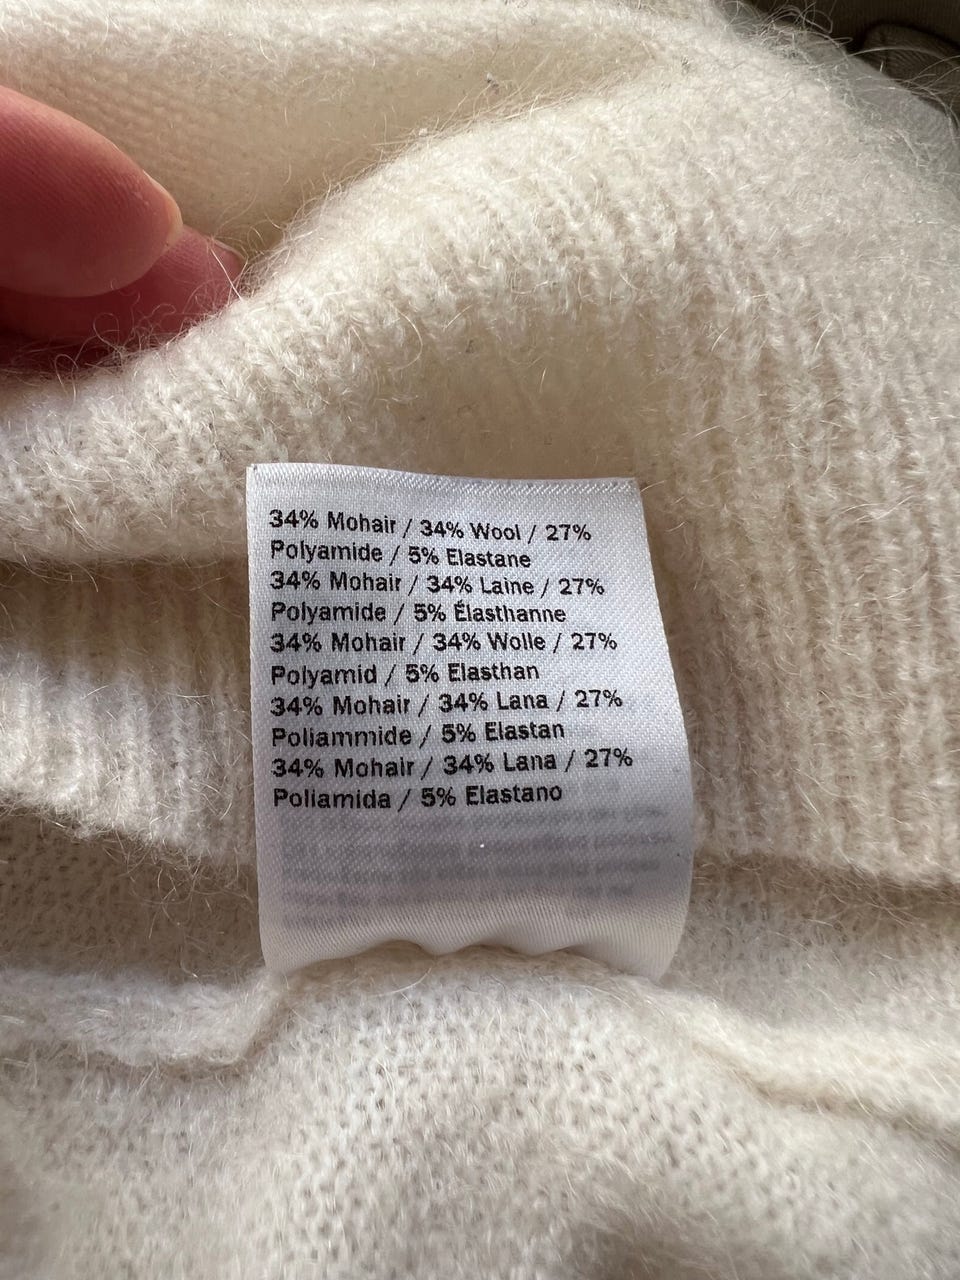 34% Mohair / 34% Wool / 27%
Polyamide / 5% Elastane
34% Mohair / 34% Laine / 27%
Polyamide / 5% Élasthanne
34% Mohair / 34% Wolle / 27%
Polyamid / 5% Elasthan
34% Mohair / 34% Lana / 27%
Poliammide / 5% Elastan
34% Mohair / 34% Lana / 27%
Poliamida / 5% Elastano